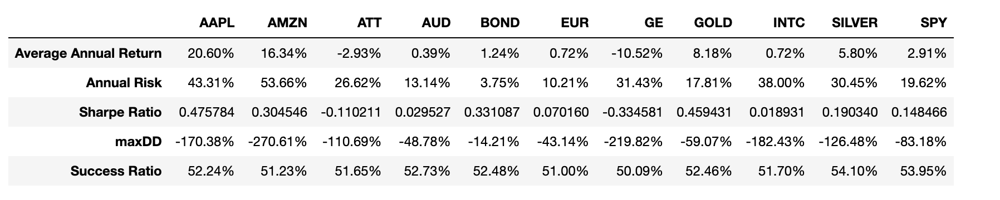 AAPL AMZN ATT AUD BOND EUR GE GOLD INTC SILVER SPY
Average Annual Return 20.60% 16.34% -2.93% 0.39% 1.24% 0.72% -10.52% 8.18% 0.72% 5.80% 2.91%
Annual Risk 43.31% 53.66% 26.62% 13.14% 3.75% 10.21% 31.43% 17.81% 38.00% 30.45% 19.62%
Sharpe Ratio 0.475784 0.304546 -0.110211 0.029527 0.331087 0.070160 -0.334581 0.459431 0.018931 0.190340 0.148466
maxDD -170.38% -270.61% -110.69% -48.78% -14.21% -43.14% -219.82% -59.07% -182.43% -126.48% -83.18%
Success Ratio 52.24% 51.23% 51.65% 52.73% 52.48% 51.00% 50.09% 52.46% 51.70% 54.10% 53.95%